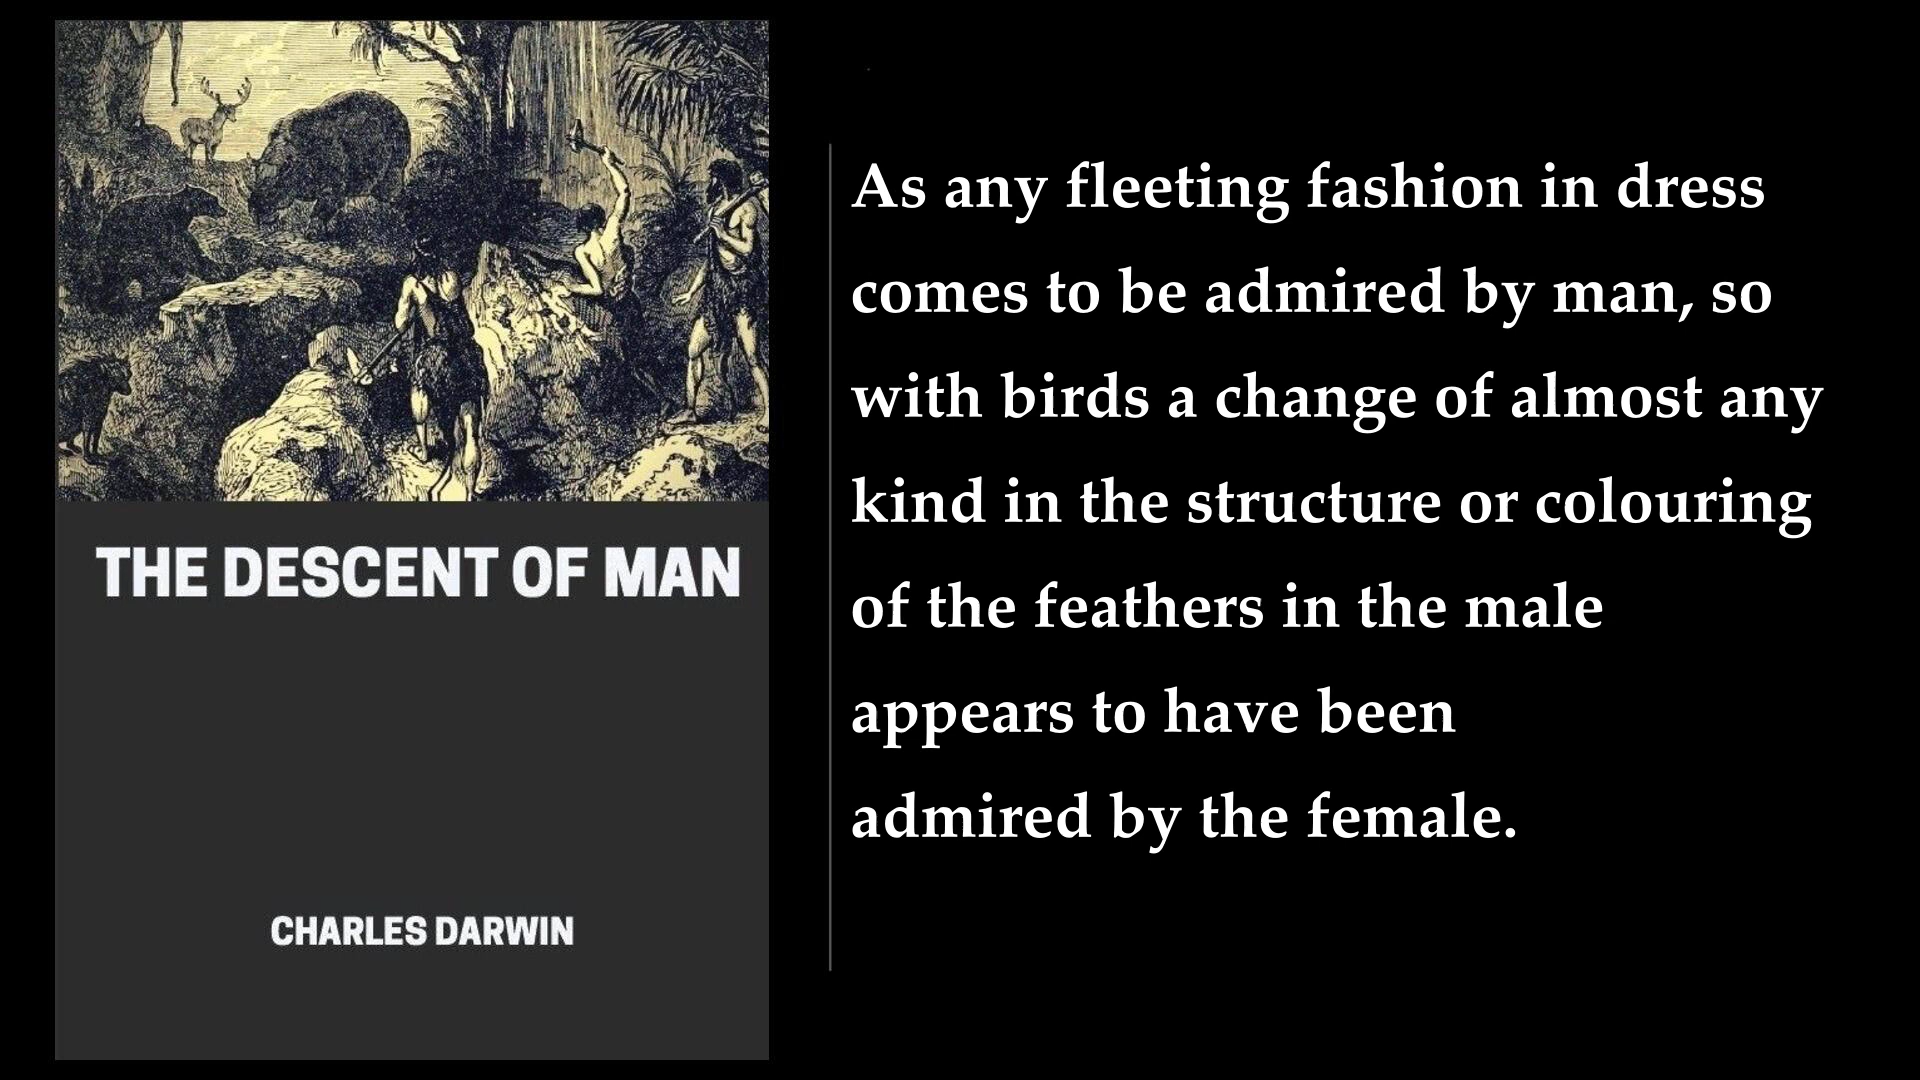 THE DESCENT OF MAN
CHARLES DARWIN
As any fleeting fashion in dress
comes to be admired by man, so
with birds a change of almost any
kind in the structure or colouring
of the feathers in the male
appears to have been
admired by the female.